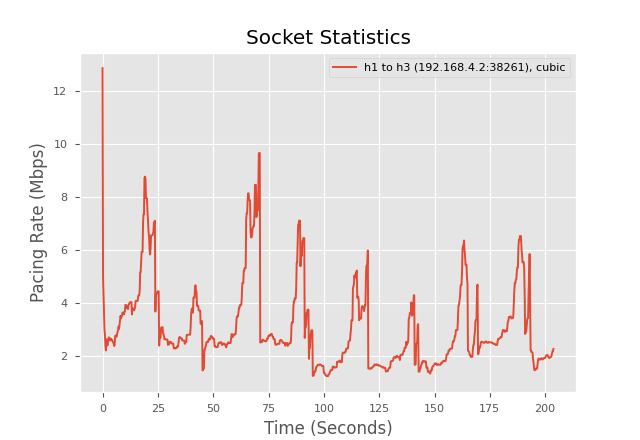 Socket Statistics
h1 to h3 (192.168.4.2:38261), cubic
Pacing Rate (Mbps)
12
10
8
6
4
2
0 25 50 75 100 125 150 175 200
Time (Seconds)